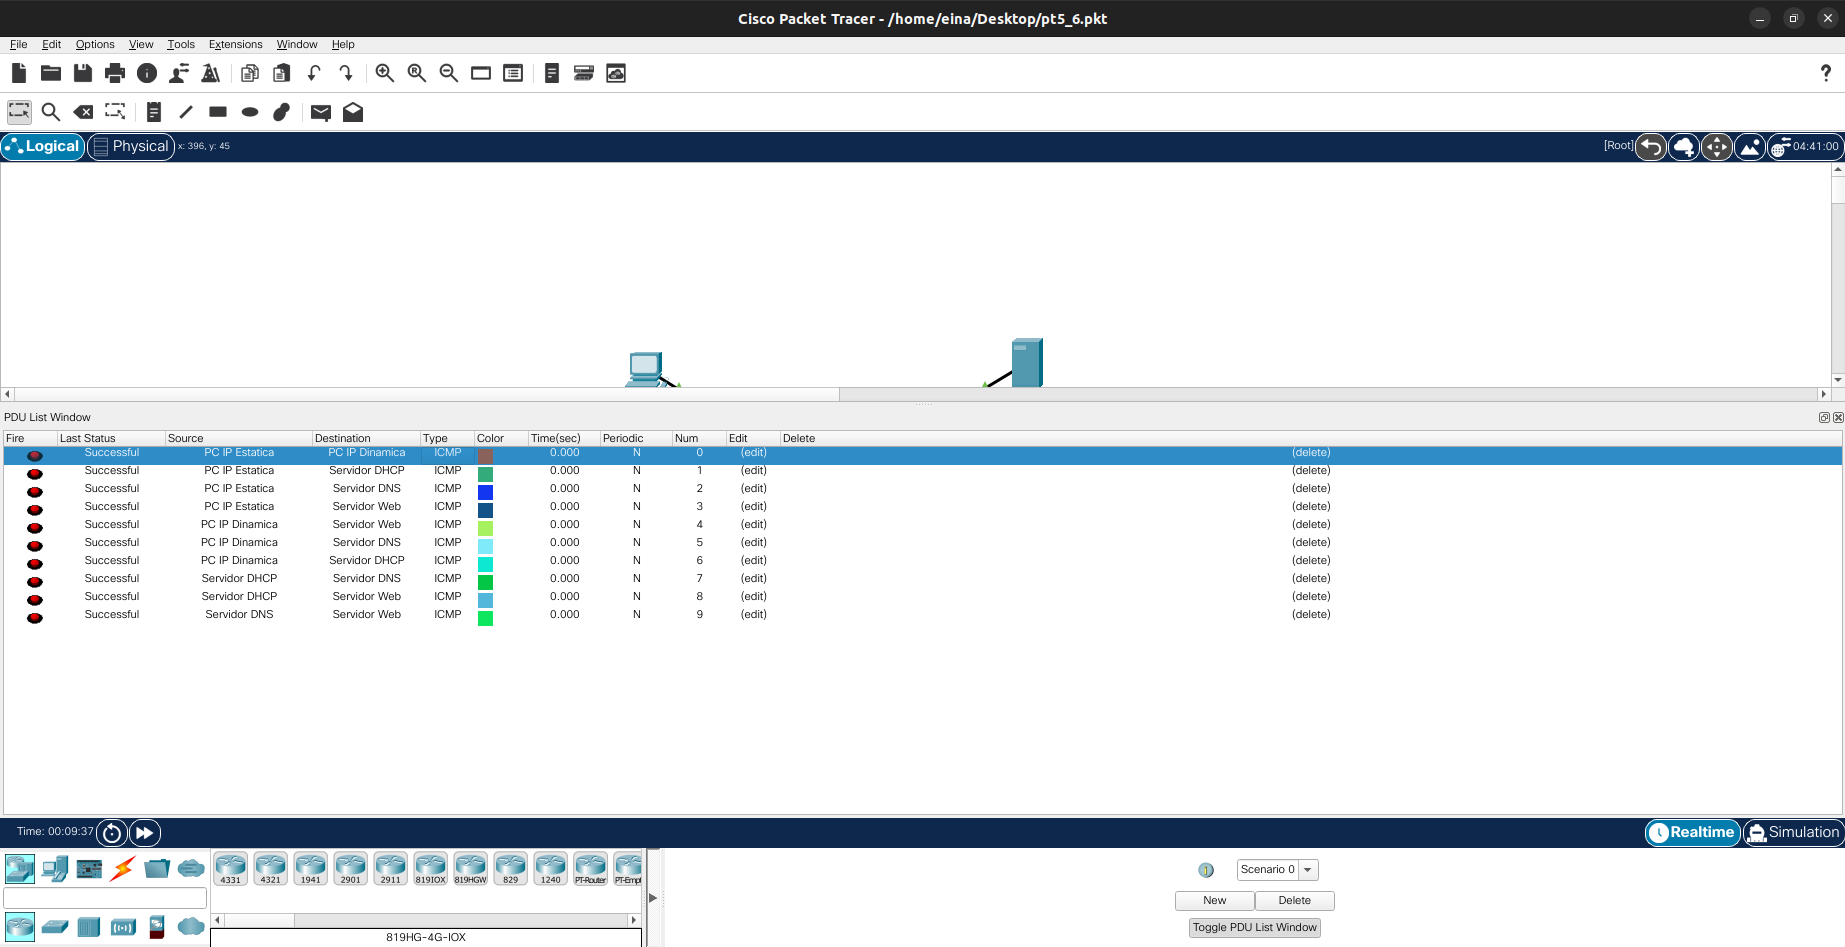 Cisco Packet Tracer - /home/eina/Desktop/pt5_6.pkt
File Edit Options View Tools Extensions Window Help
?
Logical Physical x: 396, y: 45 [Root] 04:41:00
PDU List Window
Fire Last Status Source Destination Type Color Time(sec) Periodic Num Edit Delete
Successful PC IP Estatica PC IP Dinamica ICMP 0.000 N 0 (edit) (delete)
Successful PC IP Estatica Servidor DHCP ICMP 0.000 N 1 (edit) (delete)
Successful PC IP Estatica Servidor DNS ICMP 0.000 N 2 (edit) (delete)
Successful PC IP Estatica Servidor Web ICMP 0.000 N 3 (edit) (delete)
Successful PC IP Dinamica Servidor Web ICMP 0.000 N 4 (edit) (delete)
Successful PC IP Dinamica Servidor DNS ICMP 0.000 N 5 (edit) (delete)
Successful PC IP Dinamica Servidor DHCP ICMP 0.000 N 6 (edit) (delete)
Successful Servidor DHCP Servidor DNS ICMP 0.000 N 7 (edit) (delete)
Successful Servidor DHCP Servidor Web ICMP 0.000 N 8 (edit) (delete)
Successful Servidor DNS Servidor Web ICMP 0.000 N 9 (edit) (delete)
Time: 00:09:37 Realtime Simulation
4331 4321 1941 2901 2911 819IOX 819HGW 829 1240 PT-Router PT-Empt
819HG-4G-IOX
Scenario 0
New Delete
Toggle PDU List Window